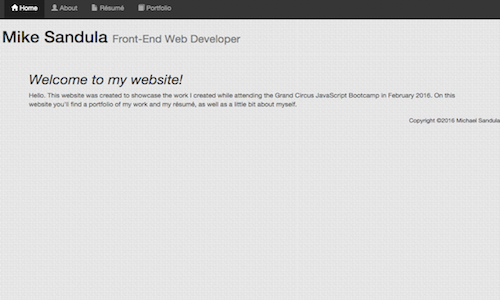 Home About Résumé Portfolio
Mike Sandula Front-End Web Developer
Welcome to my website!
Hello. This website was created to showcase the work I created while attending the Grand Circus JavaScript Bootcamp in February 2016. On this
website you'll find a portfolio of my work and my résumé, as well as a little bit about myself.
Copyright ©2016 Michael Sandula